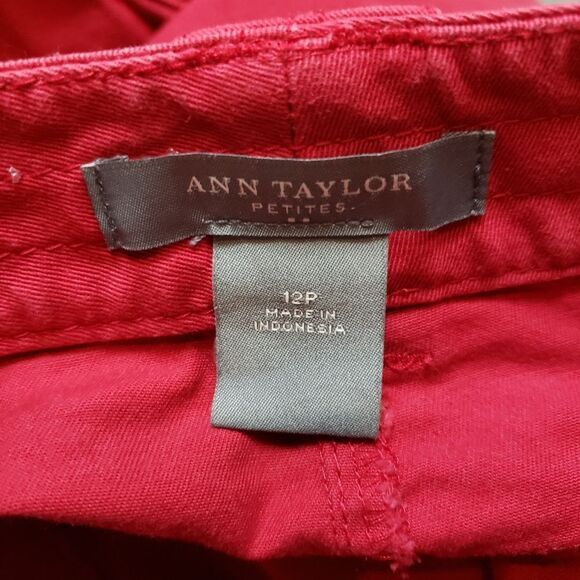 ANN TAYLOR
PETITES
12P
MADE IN
INDONESIA